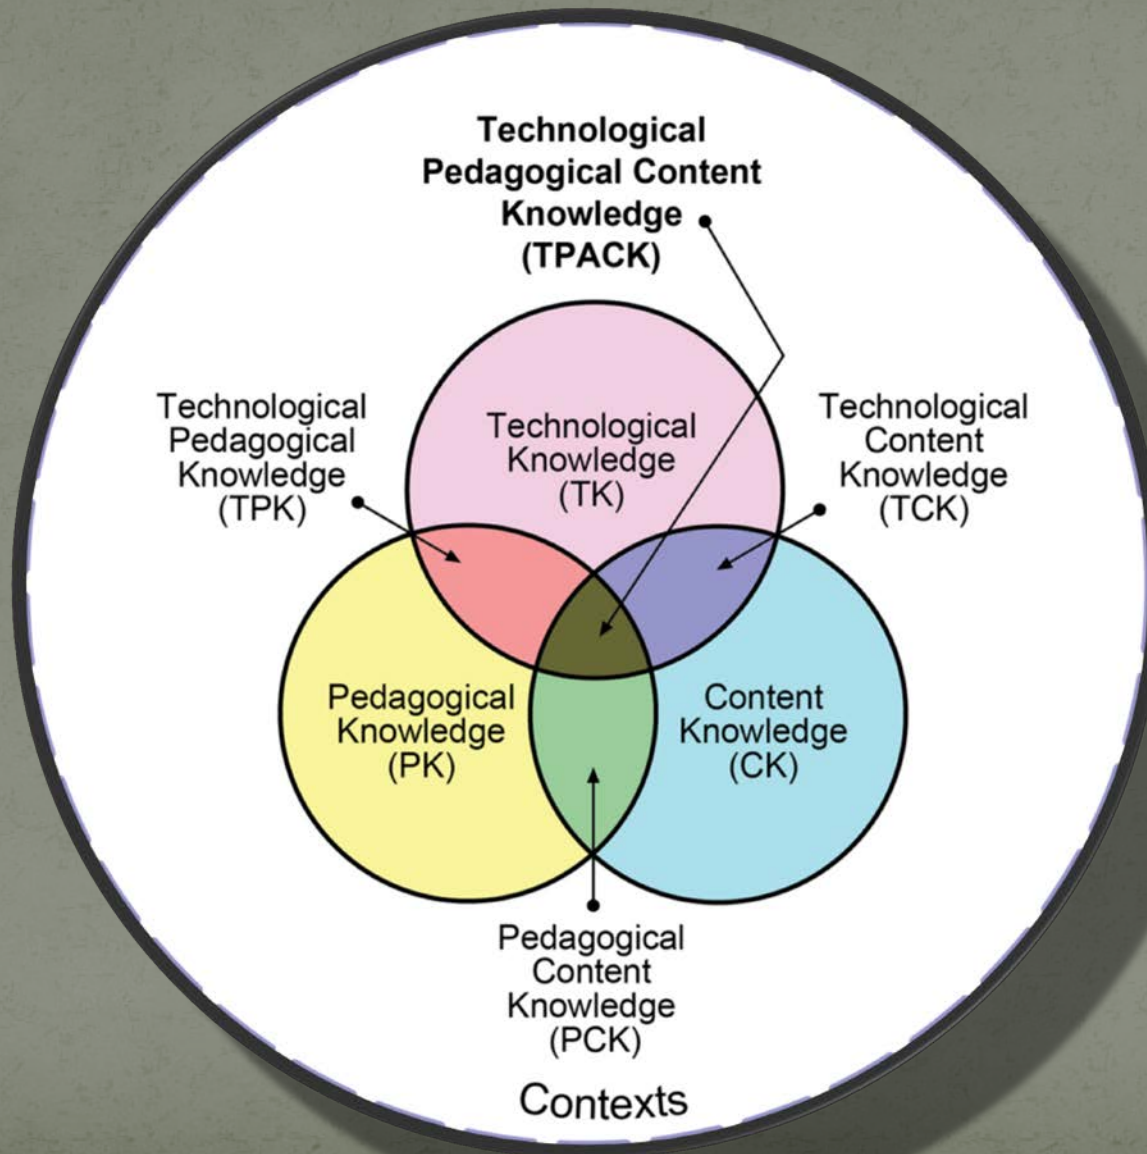 Technological
Pedagogical Content
Knowledge
(TPACK)
Technological
Pedagogical
Knowledge
(TPK)
Technological
Knowledge
(TK)
Technological
Content
Knowledge
(TCK)
Pedagogical
Knowledge
(PK)
Content
Knowledge
(CK)
Pedagogical
Content
Knowledge
(PCK)
Contexts